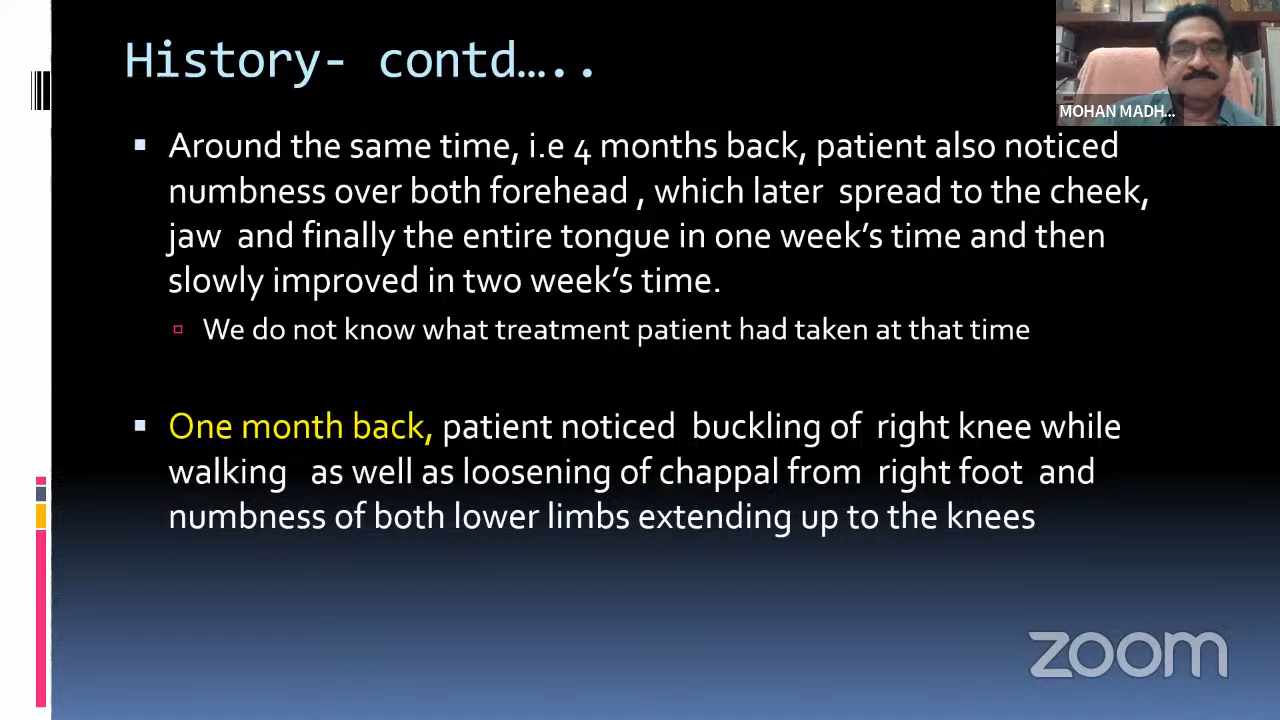 History- contd…..
MOHAN MADH...
Around the same time, i.e 4 months back, patient also noticed
numbness over both forehead , which later spread to the cheek,
jaw and finally the entire tongue in one week’s time and then
slowly improved in two week’s time.
We do not know what treatment patient had taken at that time
One month back, patient noticed buckling of right knee while
walking as well as loosening of chappal from right foot and
numbness of both lower limbs extending up to the knees
zoom